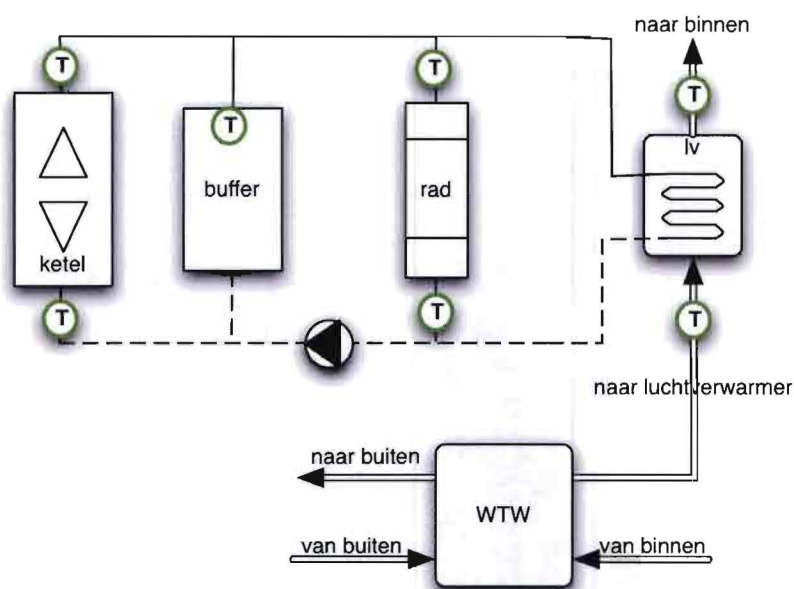 naar binnen
T
T
T
T
lv
buffer
rad
ketel
T
T
T
naar luchtverwarmer
naar buiten
WTW
van buiten
van binnen